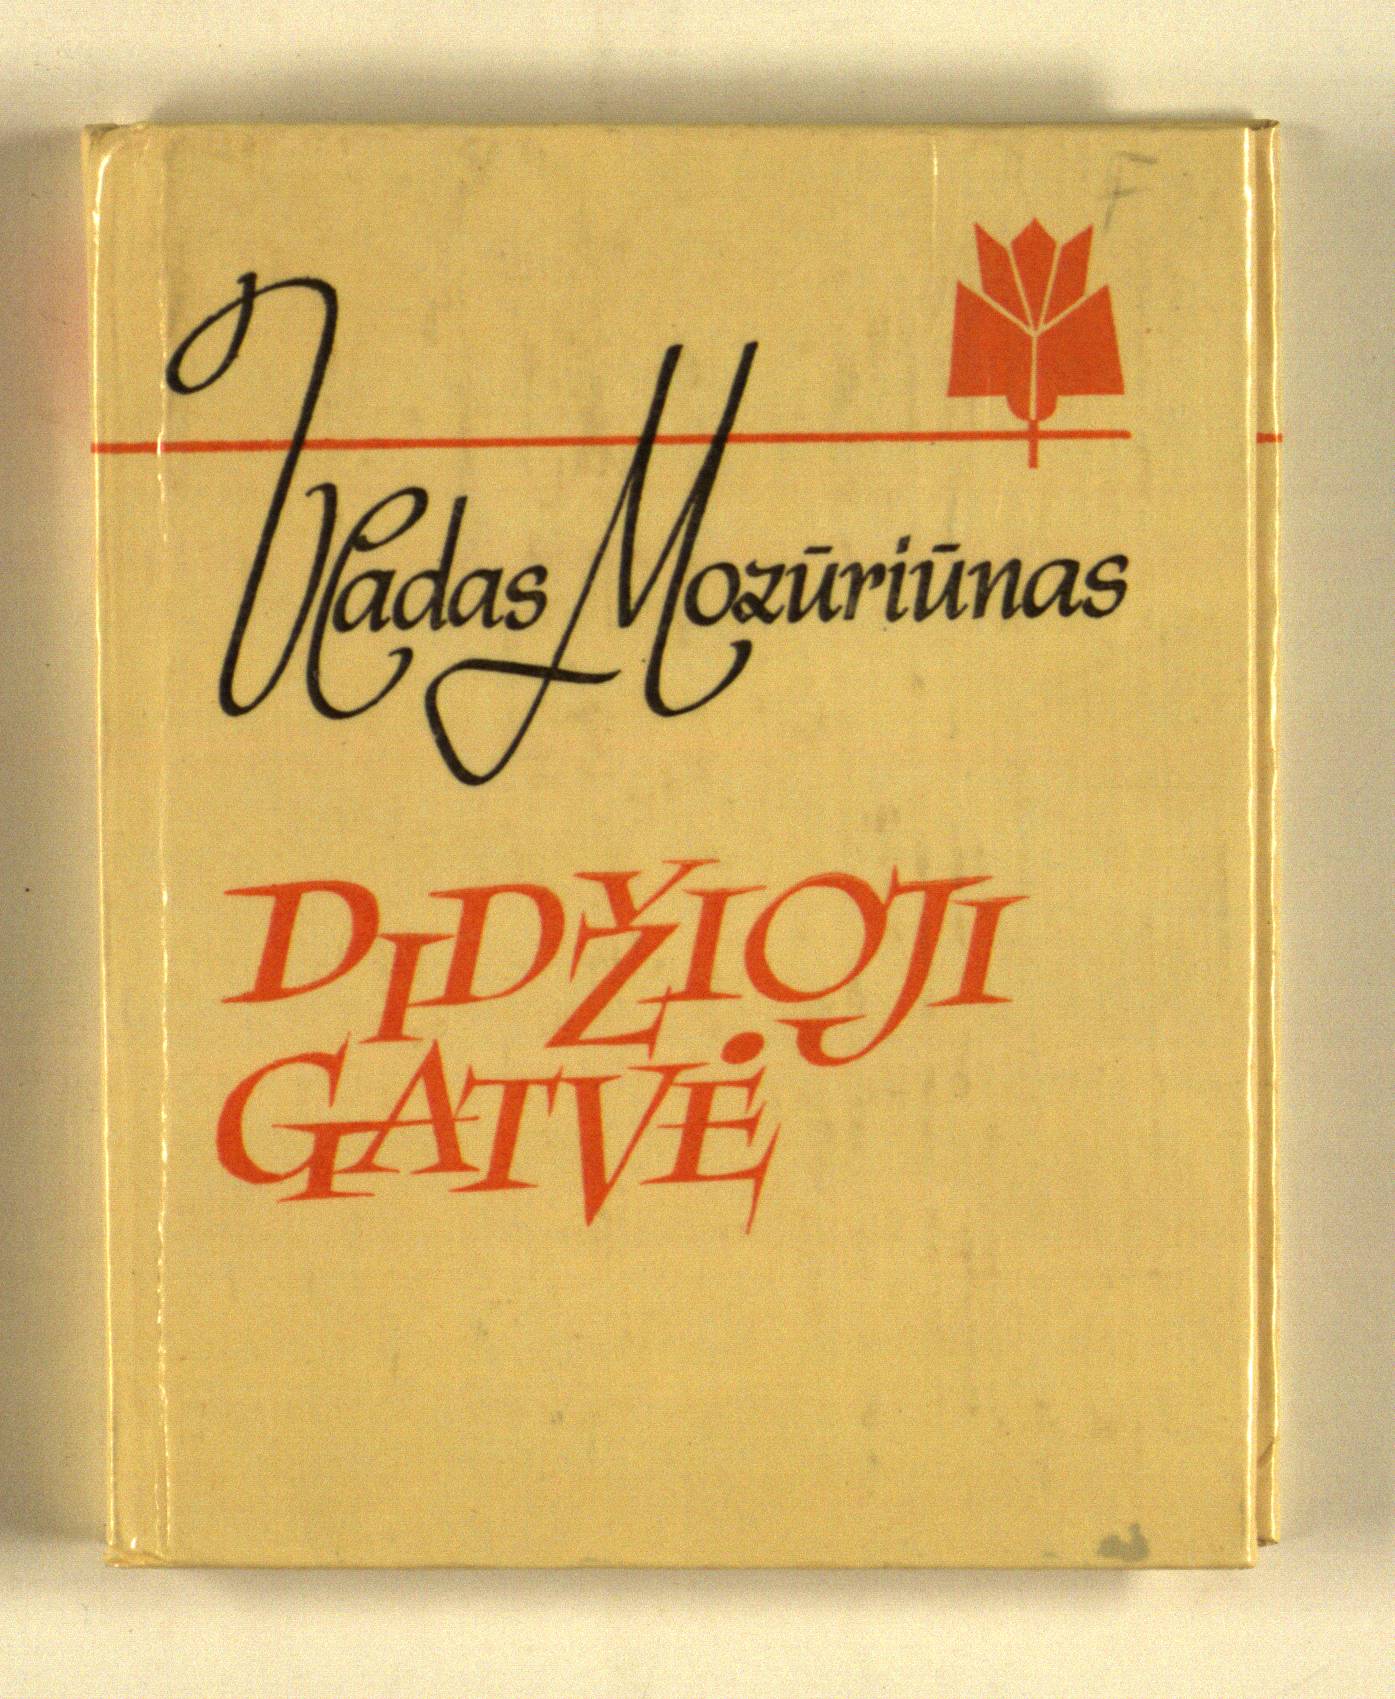 F
Vladas Mozūriūnas
DIDŽIOJI
GATVĖ